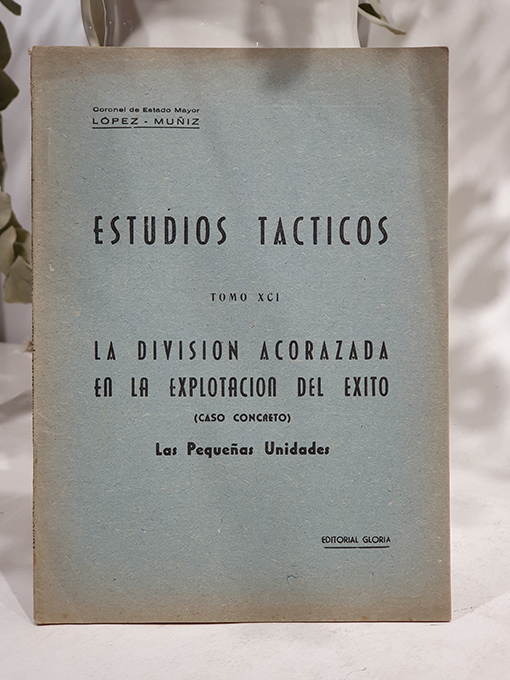 Coronel de Estado Mayor
LÓPEZ - MUÑIZ
ESTUDIOS TACTICOS
TOMO XCI
LA DIVISION ACORAZADA
EN LA EXPLOTACION DEL EXITO
(CASO CONCRETO)
Las Pequeñas Unidades
EDITORIAL GLORIA